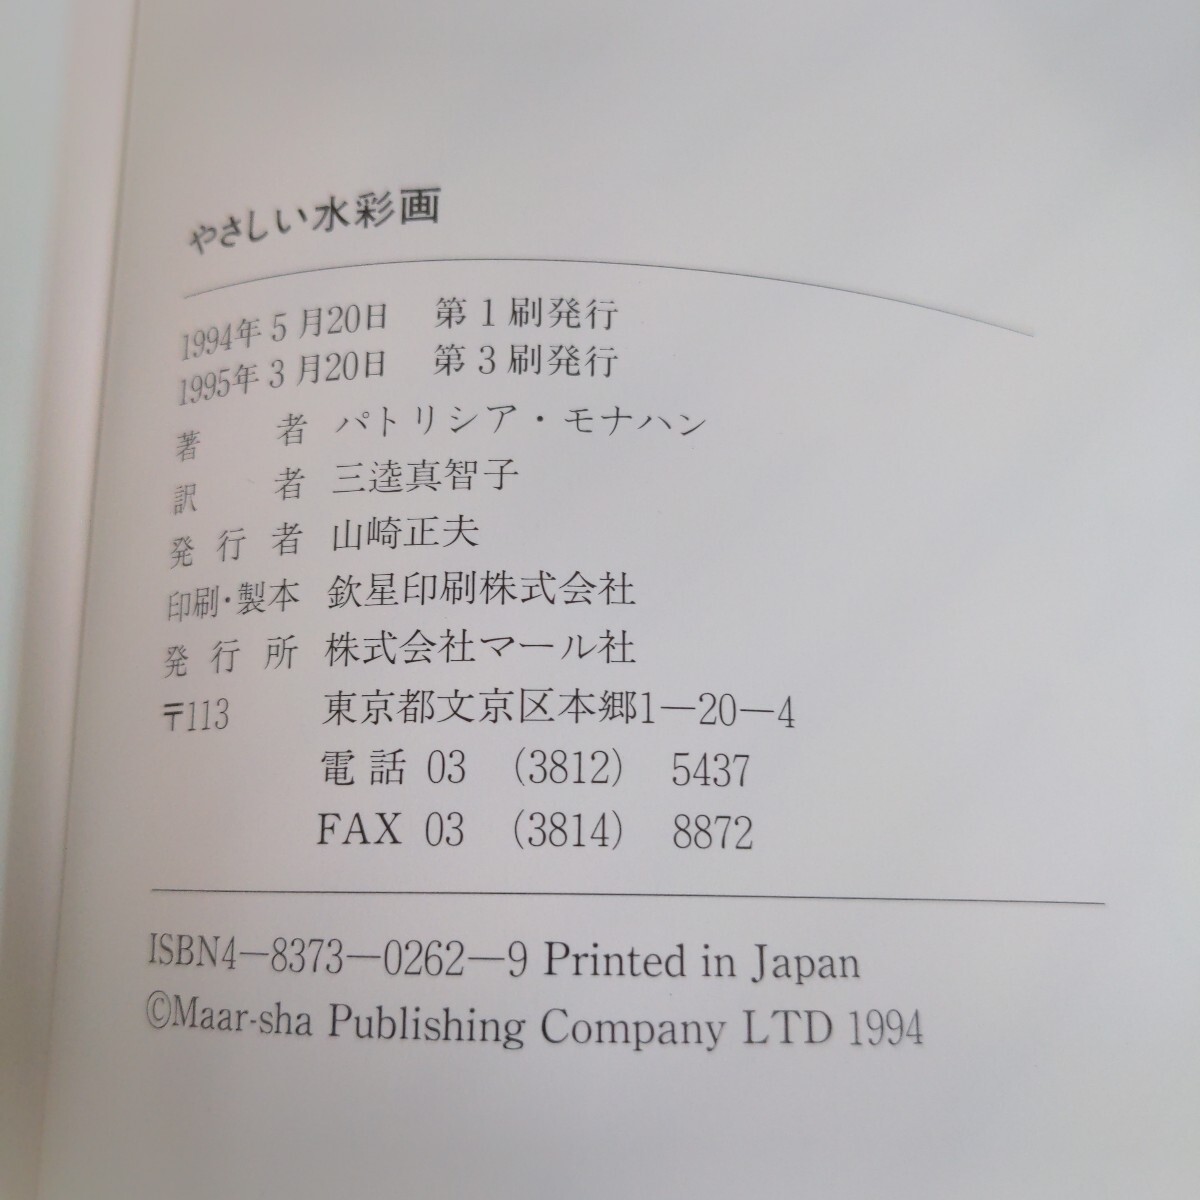 やさしい水彩画
1994年5月20日 第1刷発行
1995年3月20日 第3刷発行
著者 パトリシア・モナハン
訳者 三逵真智子
発行者 山崎正夫
印刷・製本 欽星印刷株式会社
発行所 株式会社マール社
〒113 東京都文京区本郷1―20―4
電話 03 (3812) 5437
FAX 03 (3814) 8872
ISBN4―8373―0262―9 Printed in Japan
©Maar-sha Publishing Company LTD 1994